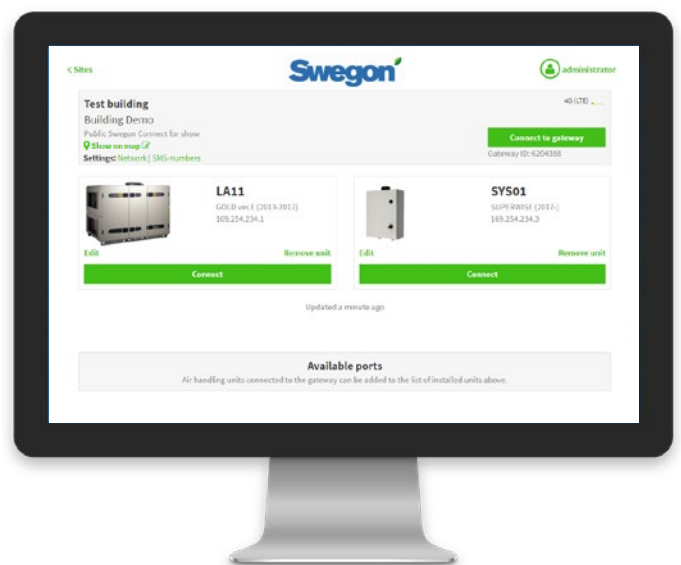 < Sites
Swegon
administrator
Test building
Building Demo
Public Swegon Connect for show
Show on map
Settings: Network | SMS-numbers
4G (LTE)
Connect to gateway
Gateway ID: 6204388
LA11
GOLD ver.E (2013-2017)
169.254.234.1
Edit
Remove unit
Connect
SYS01
SUPERWISE (2017-)
169.254.234.3
Edit
Remove unit
Connect
Updated a minute ago
Available ports
Air handling units connected to the gateway can be added to the list of installed units above.